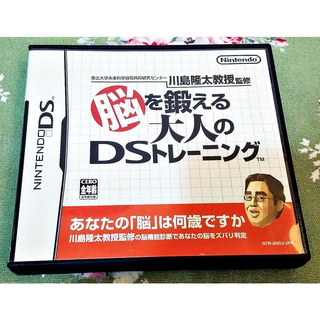 Nintendo
東北大学未来科学技術共同研究センター 川島隆太教授 監修
脳を鍛える
大人の
DSトレーニング™
NINTENDO DS™
CERO
全年齢
あなたの「脳」は何歳ですか
川島隆太教授監修の脳機能診断であなたの脳をズバリ判定
NTR-ANDJ-JPN